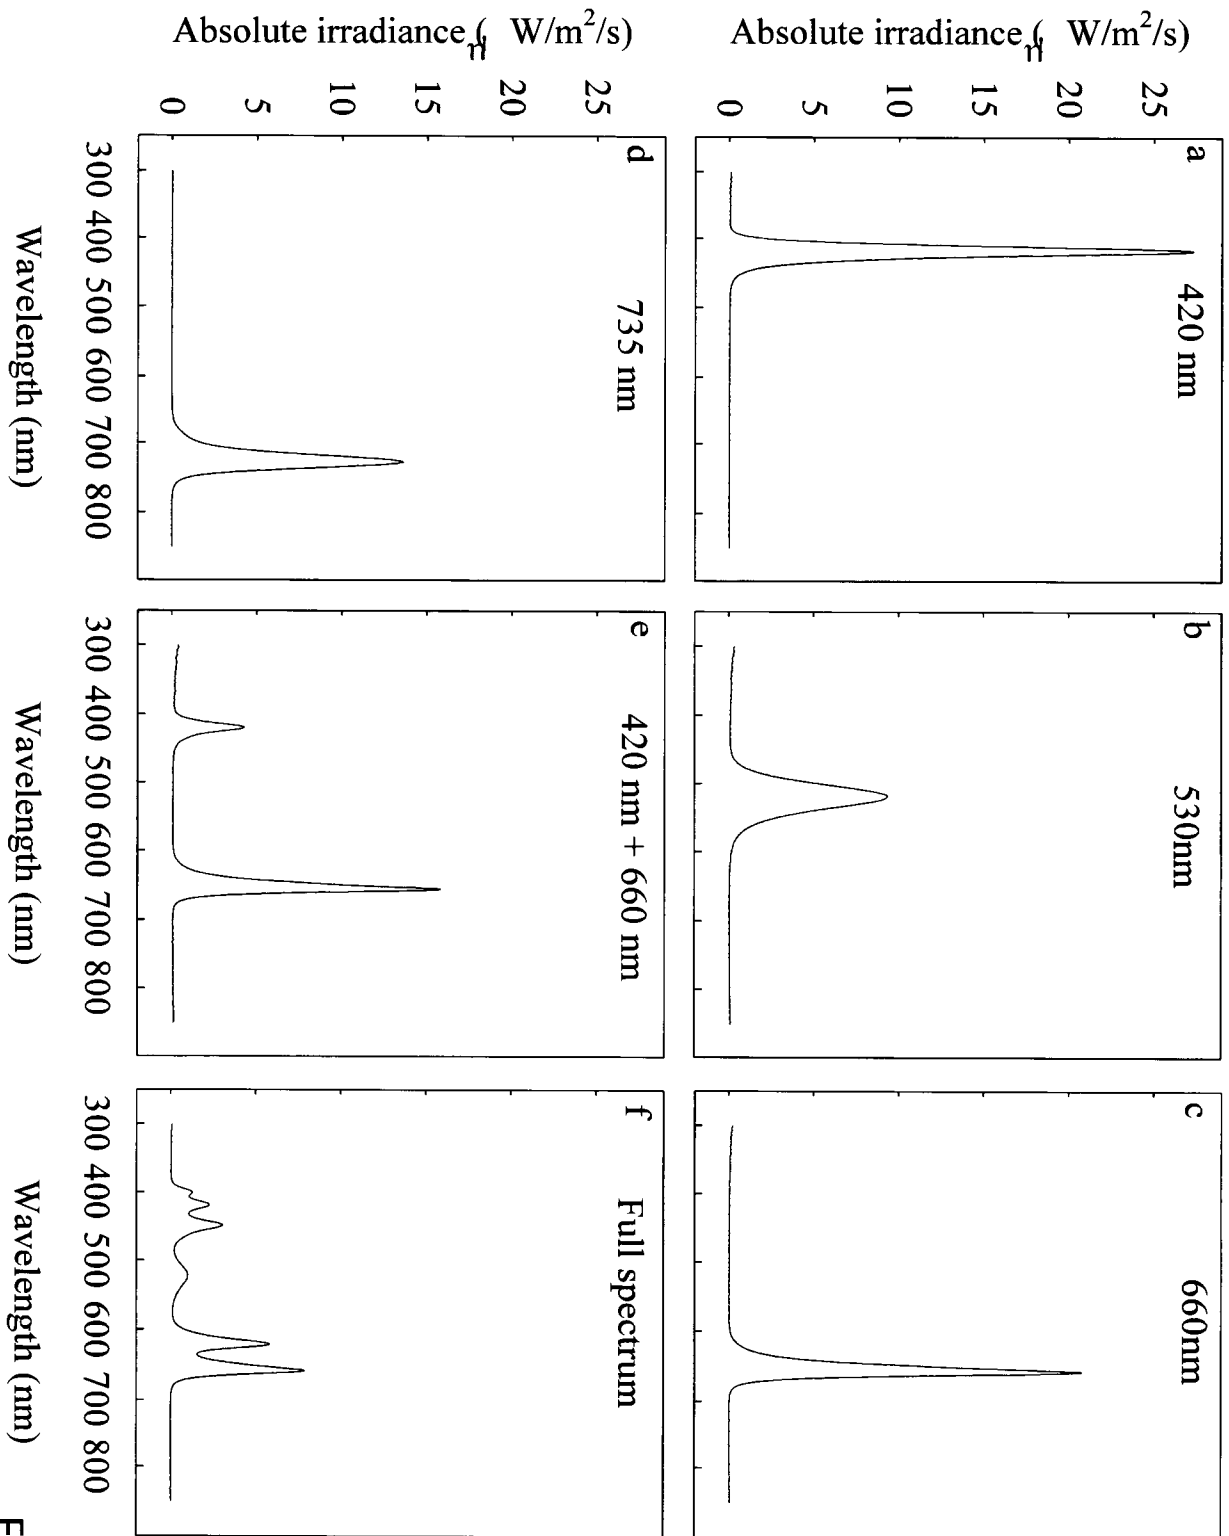 Absolute irradiance (η W/m²/s)
25
20
15
10
5
0
a
420 nm
b
530nm
c
660nm
Absolute irradiance (η W/m²/s)
25
20
15
10
5
0
d
735 nm
e
420 nm + 660 nm
f
Full spectrum
300 400 500 600 700 800
300 400 500 600 700 800
300 400 500 600 700 800
Wavelength (nm)
Wavelength (nm)
Wavelength (nm)